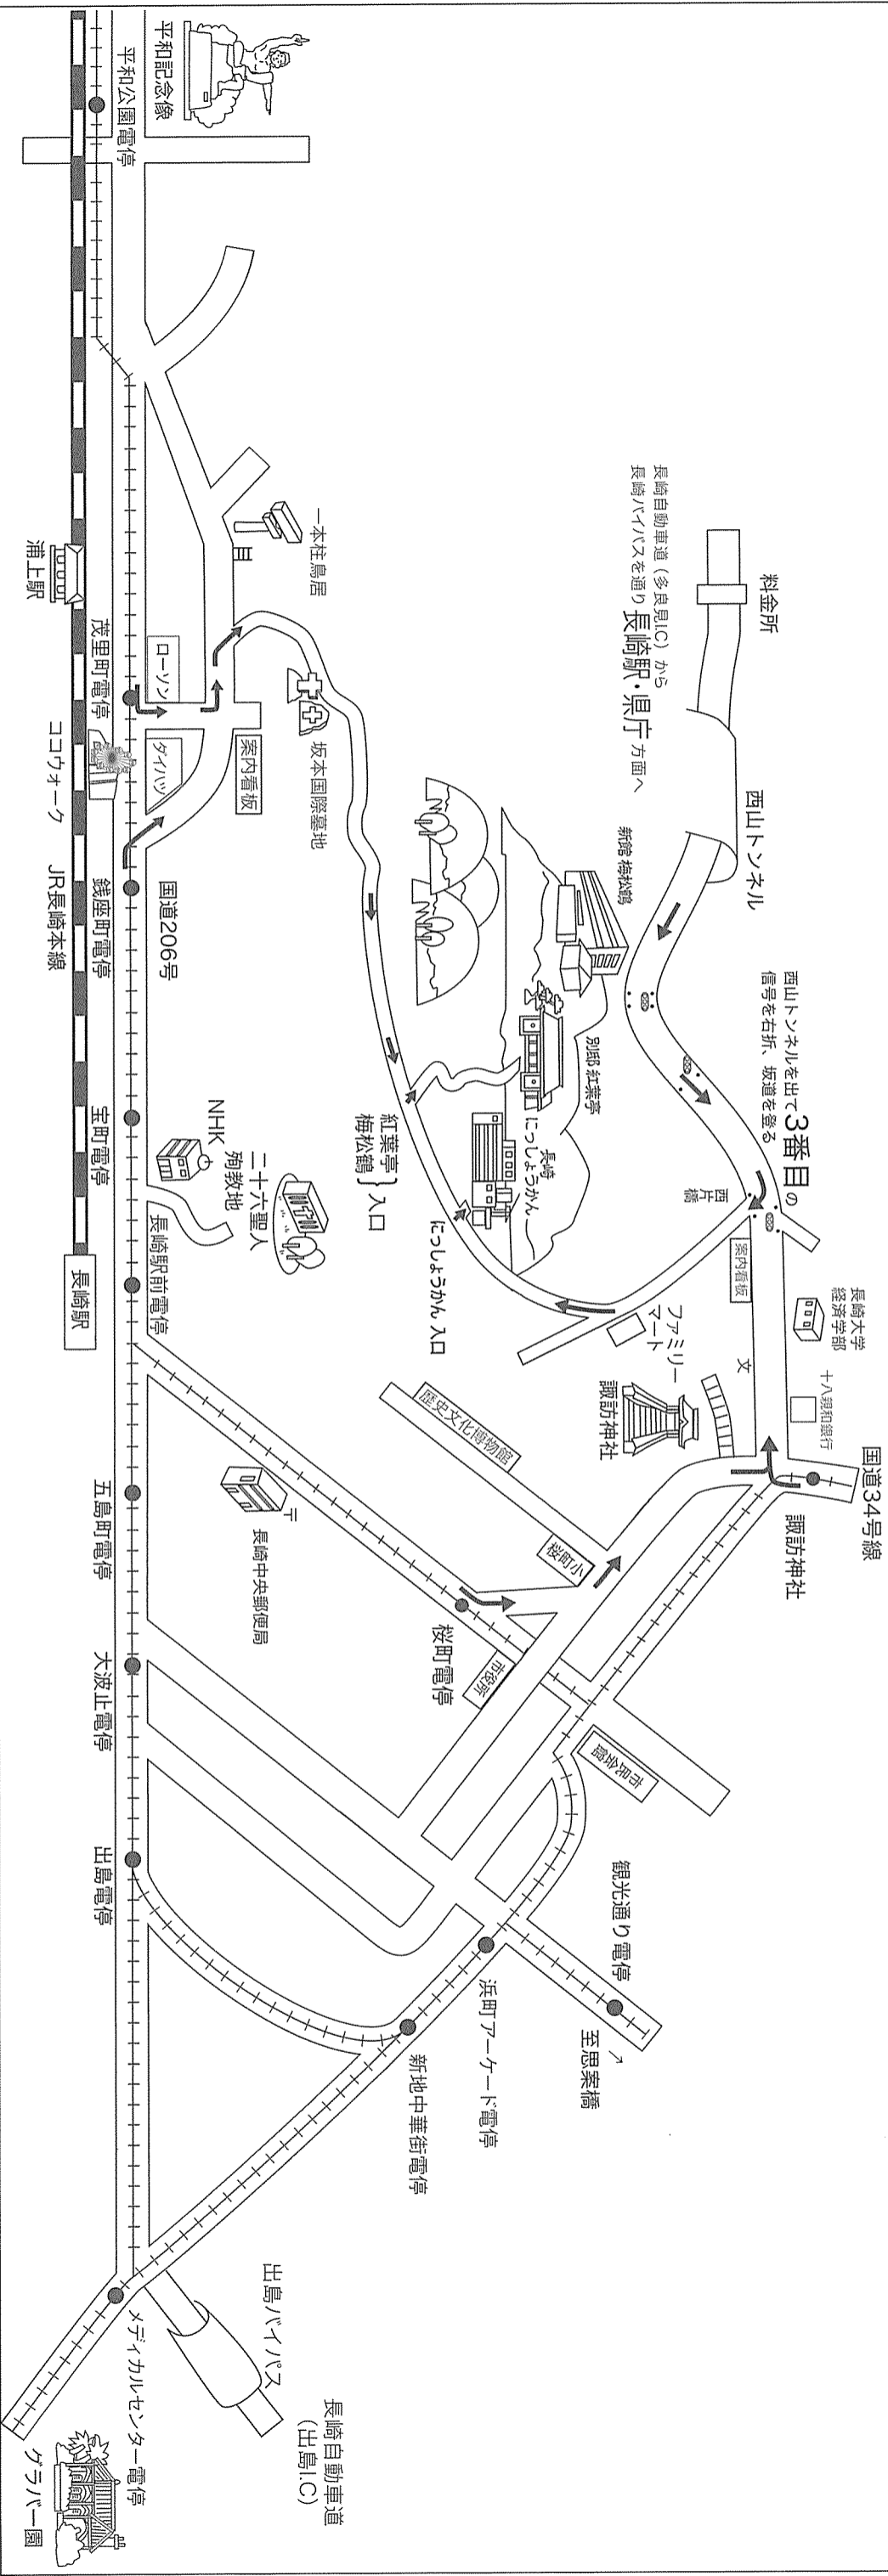 平和記念像
平和公園電停
一本柱鳥居
浦上駅
茂里町電停
ローソン
ダイハツ
案内看板
坂本国際墓地
ココウォーク
JR長崎本線
銭座町電停
国道206号
宝町電停
NHK
二十六聖人
殉教地
長崎駅前電停
長崎駅
料金所
長崎自動車道（多良見I.C）から
長崎バイパスを通り長崎駅・県庁方面へ
西山トンネル
新館 梅松鶴
別邸 紅葉亭
長崎
にっしょうかん
紅葉亭
梅松鶴
入口
にっしょうかん 入口
西山トンネルを出て3番目の
信号を右折、坂道を登る
西片橋
案内看板
長崎大学
経済学部
ファミリー
マート
文
十八親和銀行
諏訪神社
国道34号線
諏訪神社
歴史文化博物館
桜町小
長崎中央郵便局
〒
桜町電停
市役所
市民会館
五島町電停
大波止電停
出島電停
観光通り電停
至思案橋
浜町アーケード電停
新地中華街電停
出島バイパス
長崎自動車道
（出島I.C）
メディカルセンター電停
グラバー園